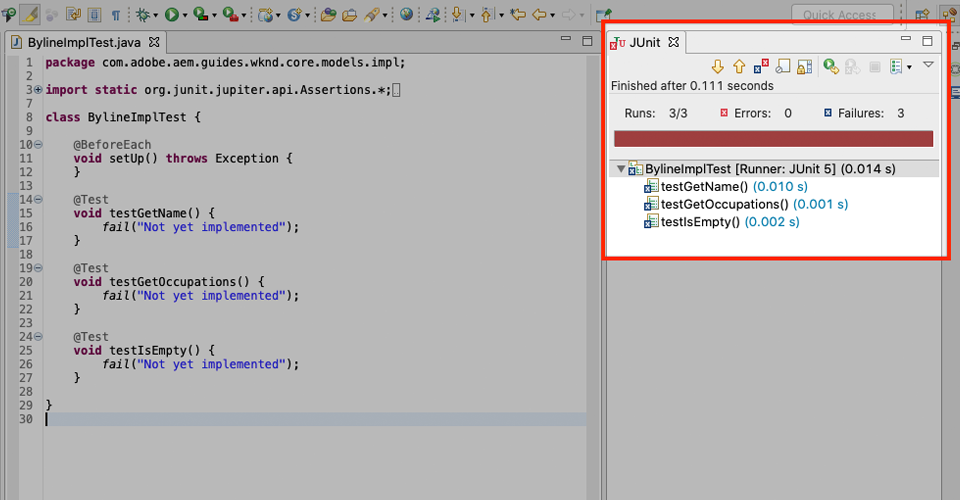 Quick Access
BylineImplTest.java
1 package com.adobe.aem.guides.wknd.core.models.impl;
2
3 import static org.junit.jupiter.api.Assertions.*;
7
8 class BylineImplTest {
9
10 @BeforeEach
11 void setUp() throws Exception {
12 }
13
14 @Test
15 void testGetName() {
16 fail("Not yet implemented");
17 }
18
19 @Test
20 void testGetOccupations() {
21 fail("Not yet implemented");
22 }
23
24 @Test
25 void testIsEmpty() {
26 fail("Not yet implemented");
27 }
28
29 }
30
JUnit
Finished after 0.111 seconds
Runs: 3/3 Errors: 0 Failures: 3
BylineImplTest [Runner: JUnit 5] (0.014 s)
testGetName() (0.010 s)
testGetOccupations() (0.001 s)
testIsEmpty() (0.002 s)